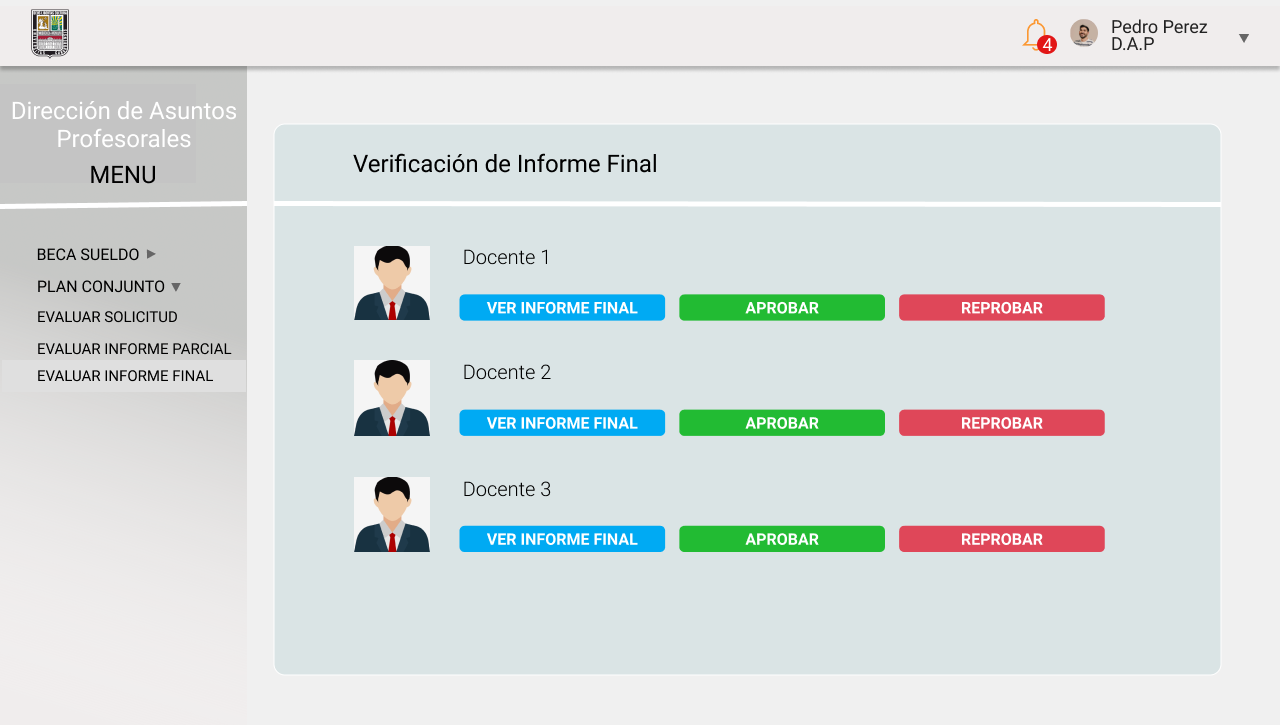 4
Pedro Perez
D.A.P
Dirección de Asuntos
Profesorales
MENU
BECA SUELDO
PLAN CONJUNTO
EVALUAR SOLICITUD
EVALUAR INFORME PARCIAL
EVALUAR INFORME FINAL
Verificación de Informe Final
Docente 1
VER INFORME FINAL APROBAR REPROBAR
Docente 2
VER INFORME FINAL APROBAR REPROBAR
Docente 3
VER INFORME FINAL APROBAR REPROBAR